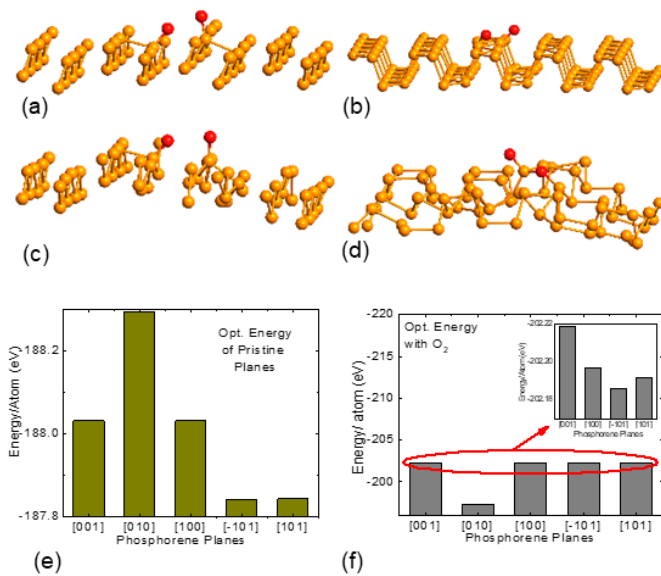 (a)
(b)
(c)
(d)
Opt. Energy
of Pristine
Planes
Energy/Atom (eV)
-188.2
-188.0
-187.8
[001]
[010]
[100]
[-101]
[101]
Phosphorene Planes
(e)
Opt. Energy
with O2
Energy/ atom (eV)
-220
-215
-210
-205
-200
[001]
[010]
[100]
[-101]
[101]
Phosphorene Planes
(f)
Energy/Atom (eV)
-202.22
-202.20
-202.18
[001]
[100]
[-101]
[101]
Phosphorene Planes